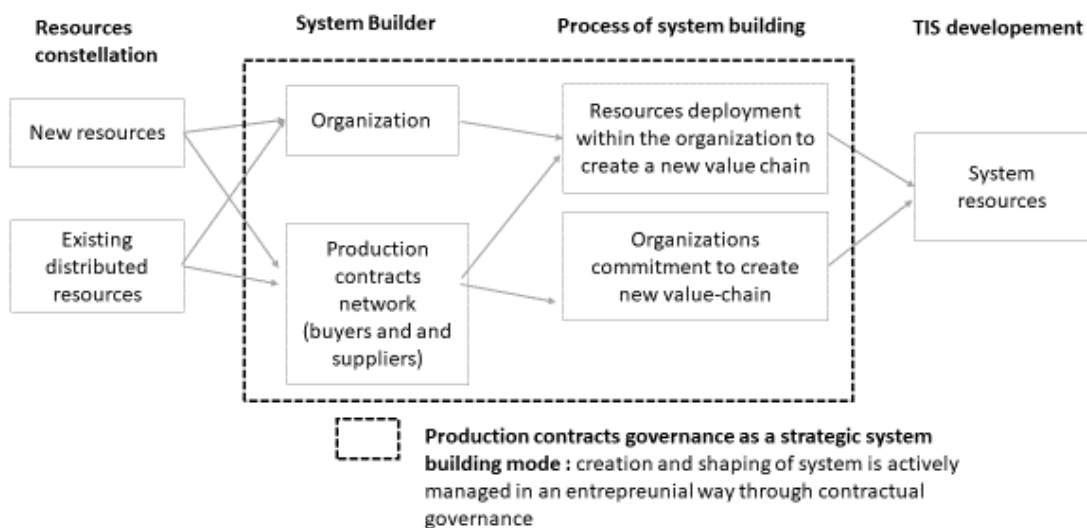 Resources
constellation
System Builder
Process of system building
TIS developement
New resources
Existing
distributed
resources
Organization
Production
contracts
network
(buyers and and
suppliers)
Resources deployment
within the organization to
create a new value chain
Organizations
commitment to create
new value-chain
System
resources
Production contracts governance as a strategic system
building mode : creation and shaping of system is actively
managed in an entrepreunial way through contractual
governance